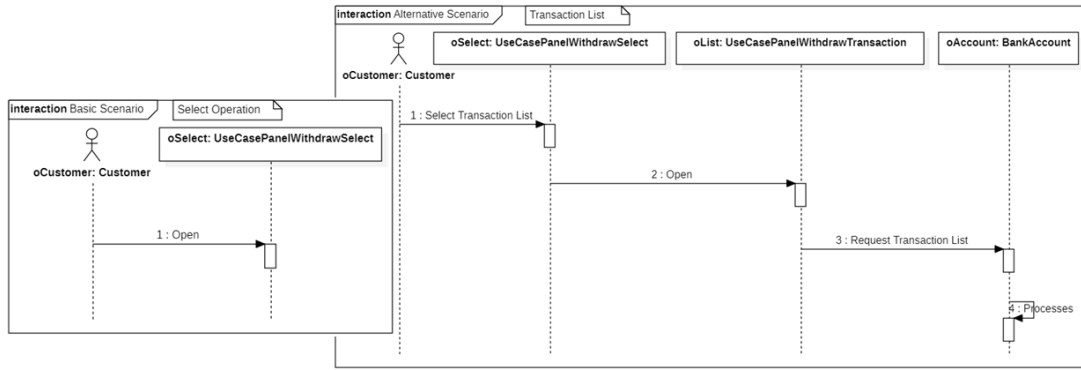 interaction Basic Scenario
Select Operation
oSelect: UseCasePanelWithdrawSelect
oCustomer: Customer
1 : Open
interaction Alternative Scenario
Transaction List
oSelect: UseCasePanelWithdrawSelect
oList: UseCasePanelWithdrawTransaction
oAccount: BankAccount
oCustomer: Customer
1 : Select Transaction List
2 : Open
3 : Request Transaction List
4 : Processes